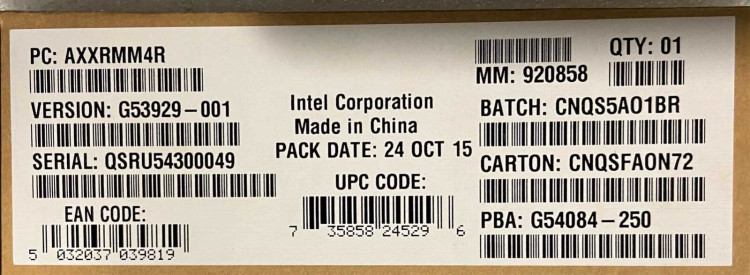 PC: AXXRMM4R
VERSION: G53929-001
SERIAL: QSRU54300049
EAN CODE:
5 032037 039819
Intel Corporation
Made in China
PACK DATE: 24 OCT 15
UPC CODE:
7 35858 24529 6
QTY: 01
MM: 920858
BATCH: CNQS5A01BR
CARTON: CNQSFA0N72
PBA: G54084-250